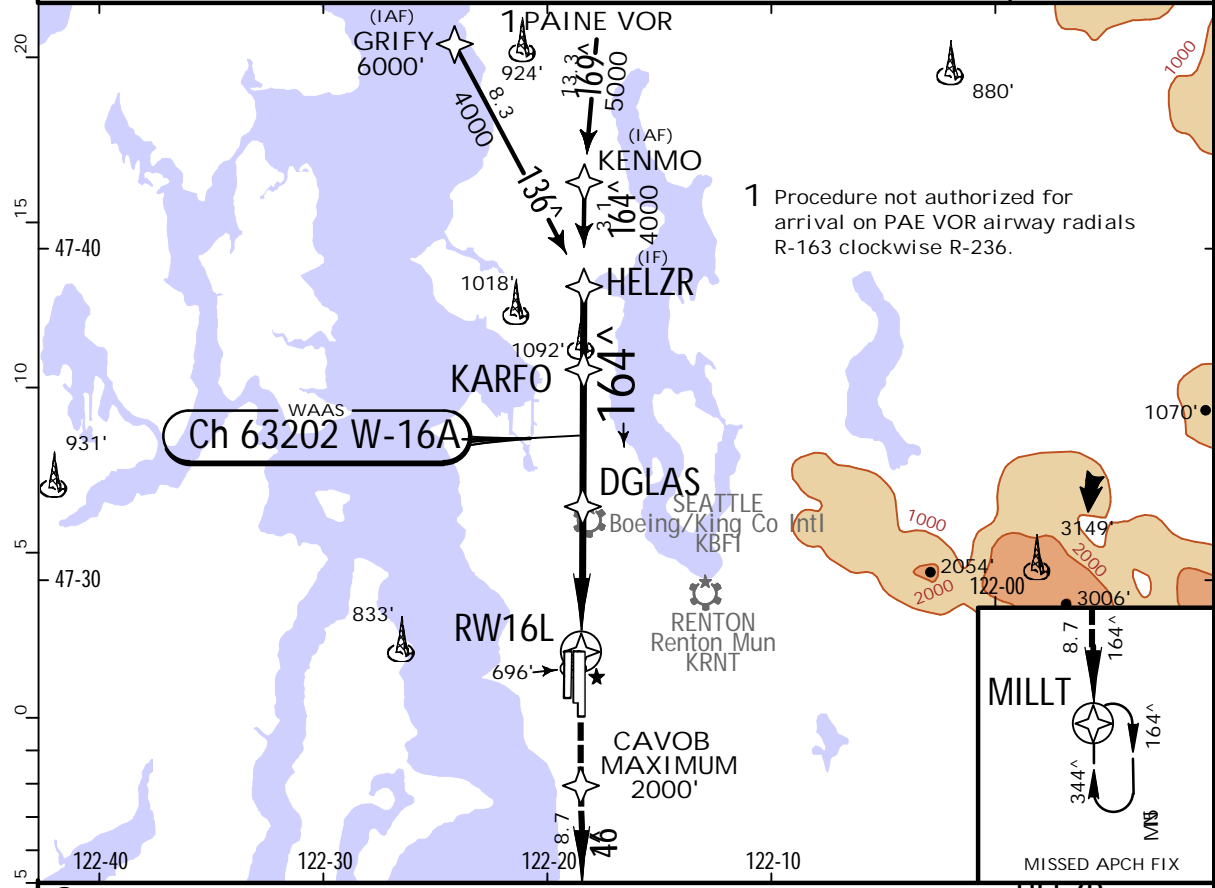 (IAF)
GRIFY
6000'
1 PAINE VOR
924'
880'
1000
13.3
169^
5000
8.3
4000
136^
(IAF)
KENMO
3.1
164^
4000
1 Procedure not authorized for
arrival on PAE VOR airway radials
R-163 clockwise R-236.
20
15
10
5
0
5
47-40
(IF)
HELZR
1018'
1092'
KARFO
164^
WAAS
Ch 63202 W-16A
931'
1070'
DGLAS
SEATTLE
Boeing/King Co Intl
KBFI
1000
3149'
2000
2054'
2000
122-00
3006'
47-30
RENTON
Renton Mun
KRNT
833'
RW16L
696'
8.7
164^
MILLT
164^
344^
CAVOB
MAXIMUM
2000'
8.7
122-40
122-30
122-20
122-10
MISSED APCH FIX